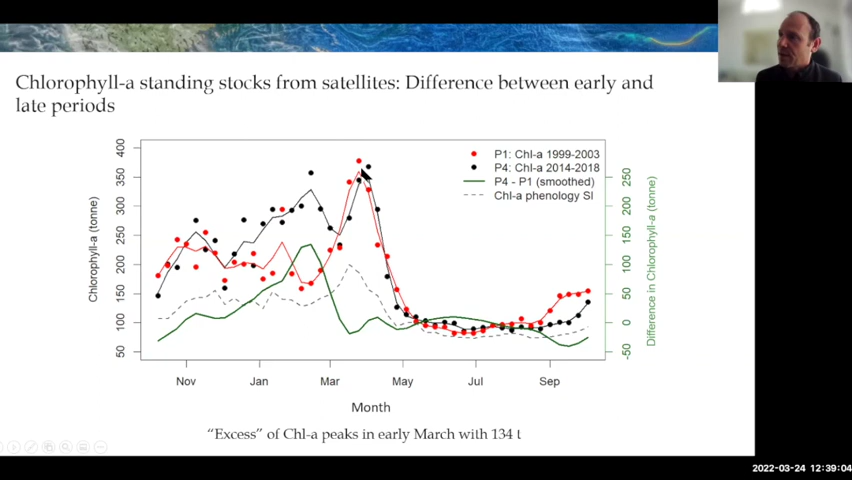 Chlorophyll-a standing stocks from satellites: Difference between early and
late periods
400
350
300
250
200
150
100
50
Chlorophyll-a (tonne)
P1: Chl-a 1999-2003
P4: Chl-a 2014-2018
P4 - P1 (smoothed)
Chl-a phenology SI
250
200
150
100
50
0
-50
Difference in Chlorophyll-a (tonne)
Nov Jan Mar May Jul Sep
Month
“Excess” of Chl-a peaks in early March with 134 t
2022-03-24 12:39:04